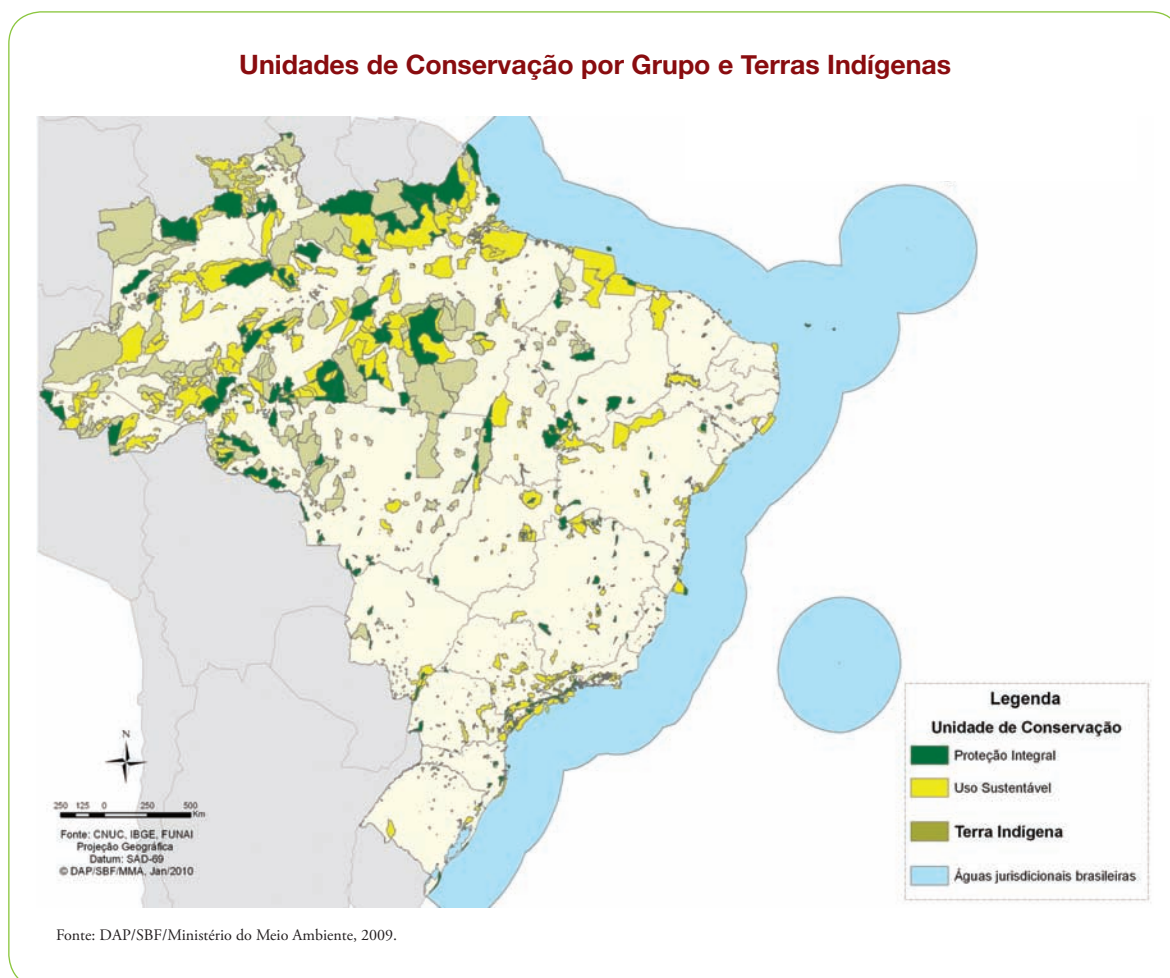 Unidades de Conservação por Grupo e Terras Indígenas
N
250 125 0 250 500
Km
Fonte: CNUC, IBGE, FUNAI
Projeção Geográfica
Datum: SAD-69
© DAP/SBF/MMA, Jan/2010
Legenda
Unidade de Conservação
Proteção Integral
Uso Sustentável
Terra Indígena
Águas jurisdicionais brasileiras
Fonte: DAP/SBF/Ministério do Meio Ambiente, 2009.